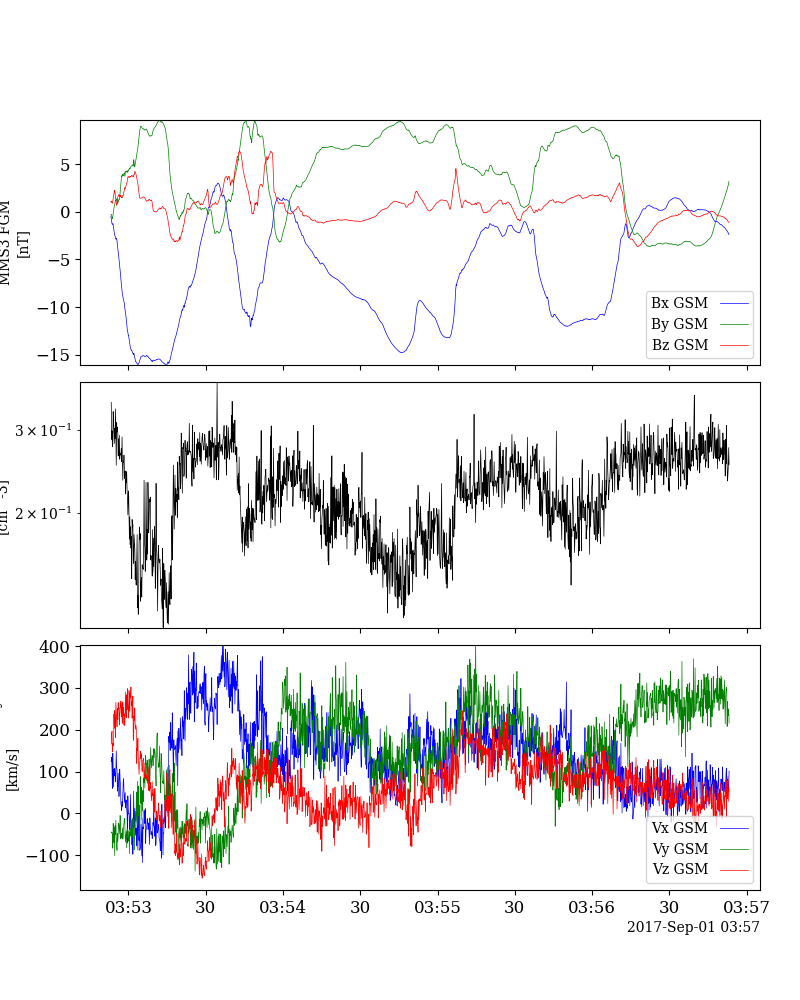 MMS3 FGM
[nT]
5
0
−5
−10
−15
Bx GSM
By GSM
Bz GSM
3 × 10⁻¹
2 × 10⁻¹
400
300
200
100
0
−100
[km/s]
Vx GSM
Vy GSM
Vz GSM
03:53 30 03:54 30 03:55 30 03:56 30 03:57
2017-Sep-01 03:57